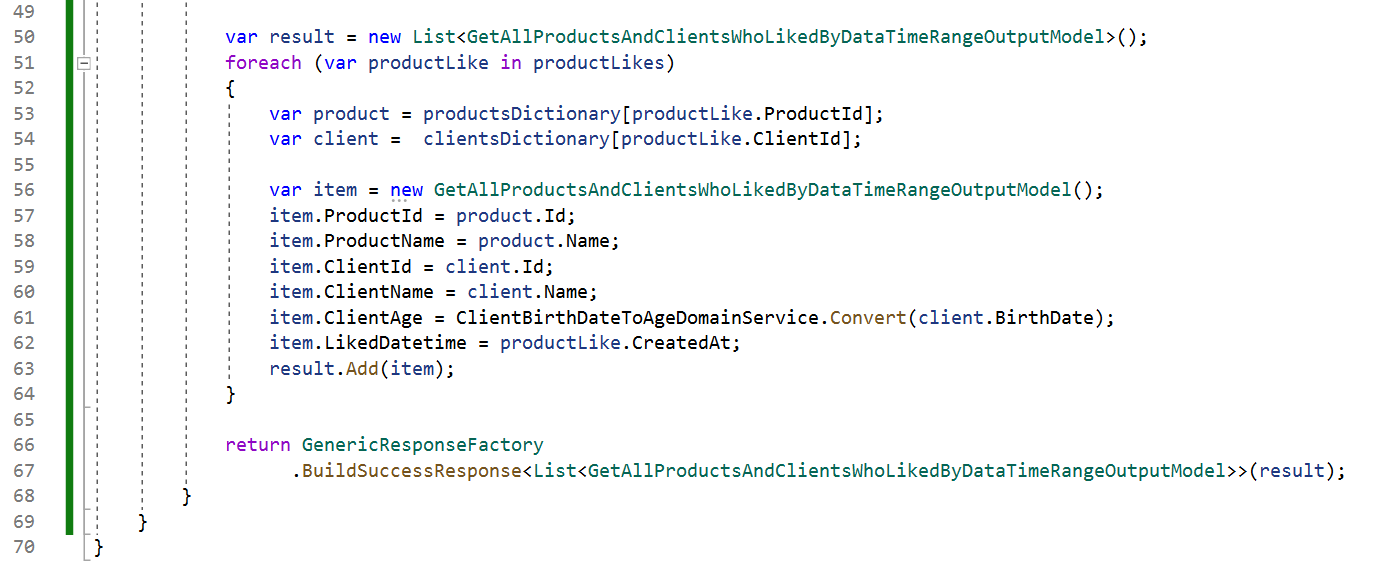 49
50 var result = new List<GetAllProductsAndClientsWhoLikedByDataTimeRangeOutputModel>();
51 foreach (var productLike in productLikes)
52 {
53 var product = productsDictionary[productLike.ProductId];
54 var client =  clientsDictionary[productLike.ClientId];
55
56 var item = new GetAllProductsAndClientsWhoLikedByDataTimeRangeOutputModel();
57 item.ProductId = product.Id;
58 item.ProductName = product.Name;
59 item.ClientId = client.Id;
60 item.ClientName = client.Name;
61 item.ClientAge = ClientBirthDateToAgeDomainService.Convert(client.BirthDate);
62 item.LikedDatetime = productLike.CreatedAt;
63 result.Add(item);
64 }
65
66 return GenericResponseFactory
67 .BuildSuccessResponse<List<GetAllProductsAndClientsWhoLikedByDataTimeRangeOutputModel>>(result);
68 }
69 }
70 }